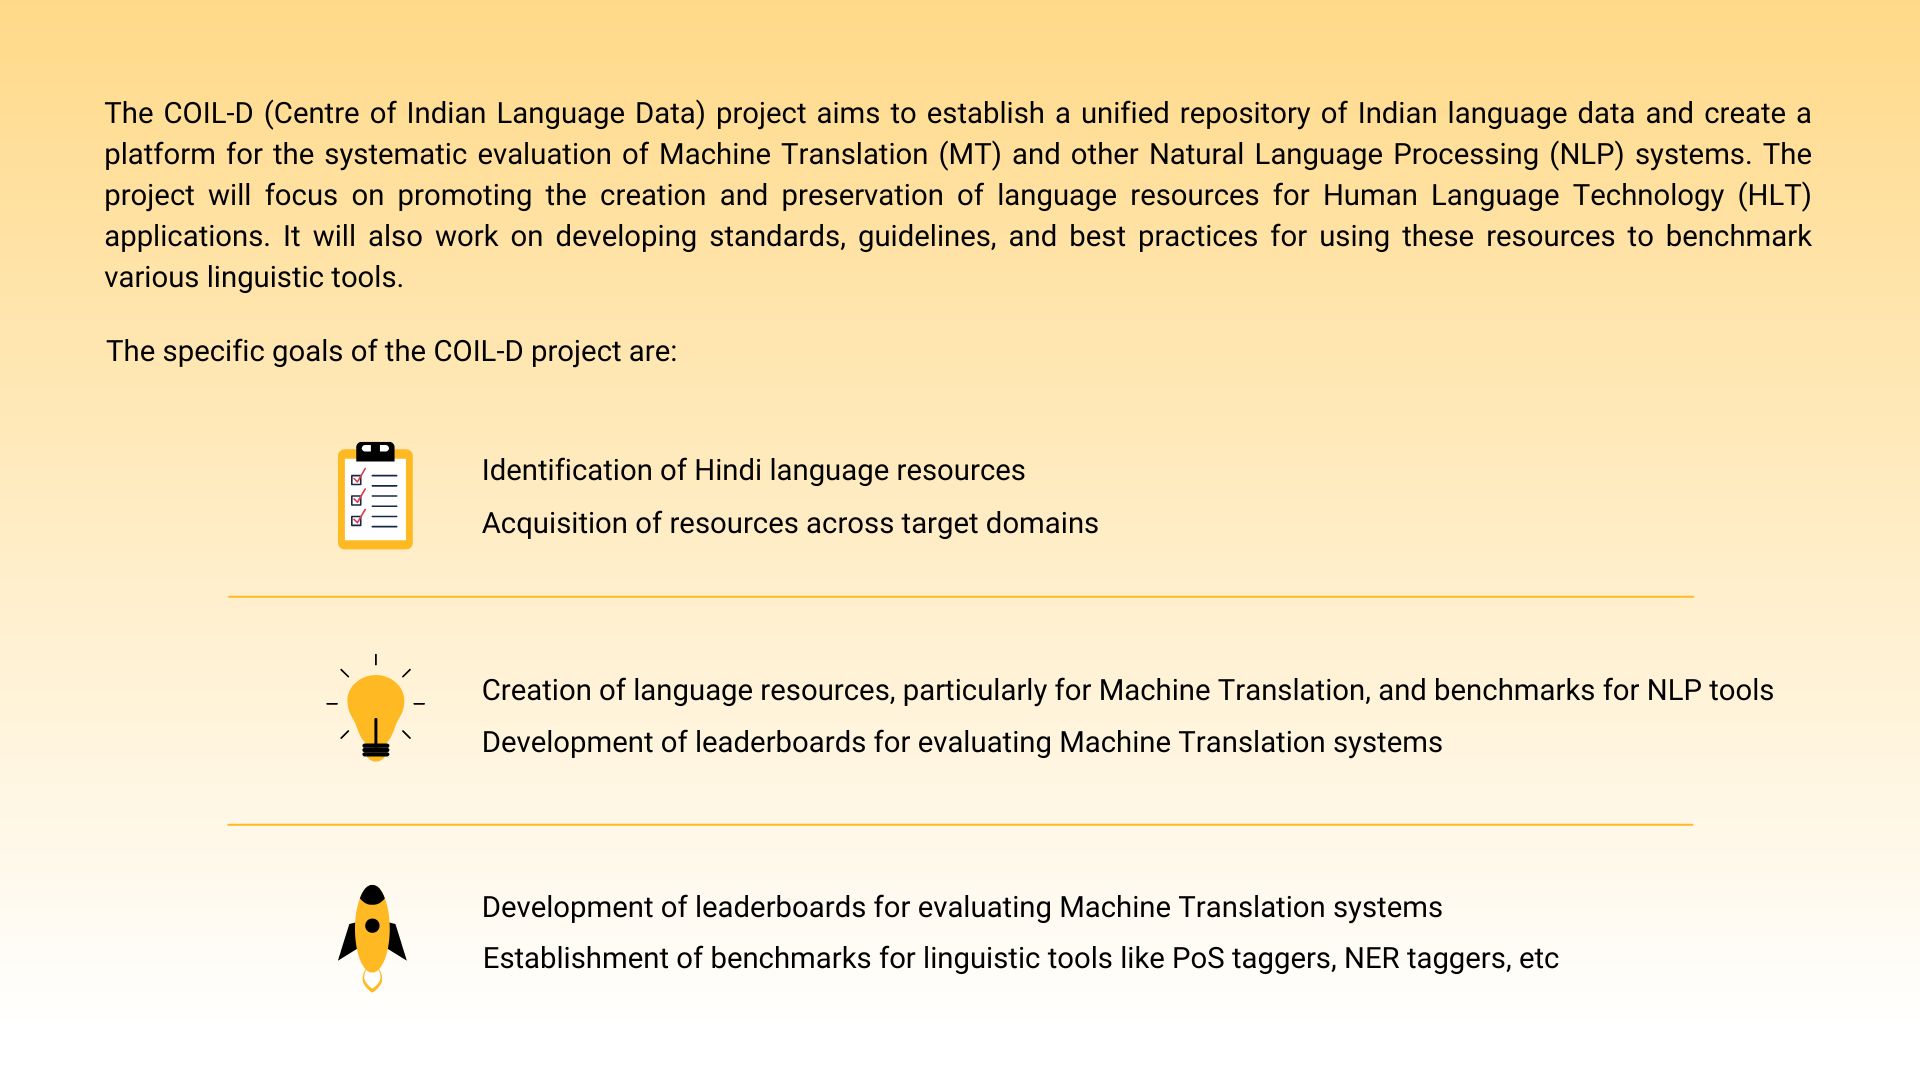 The COIL-D (Centre of Indian Language Data) project aims to establish a unified repository of Indian language data and create a
platform for the systematic evaluation of Machine Translation (MT) and other Natural Language Processing (NLP) systems. The
project will focus on promoting the creation and preservation of language resources for Human Language Technology (HLT)
applications. It will also work on developing standards, guidelines, and best practices for using these resources to benchmark
various linguistic tools.
The specific goals of the COIL-D project are:
Identification of Hindi language resources
Acquisition of resources across target domains
Creation of language resources, particularly for Machine Translation, and benchmarks for NLP tools
Development of leaderboards for evaluating Machine Translation systems
Development of leaderboards for evaluating Machine Translation systems
Establishment of benchmarks for linguistic tools like PoS taggers, NER taggers, etc